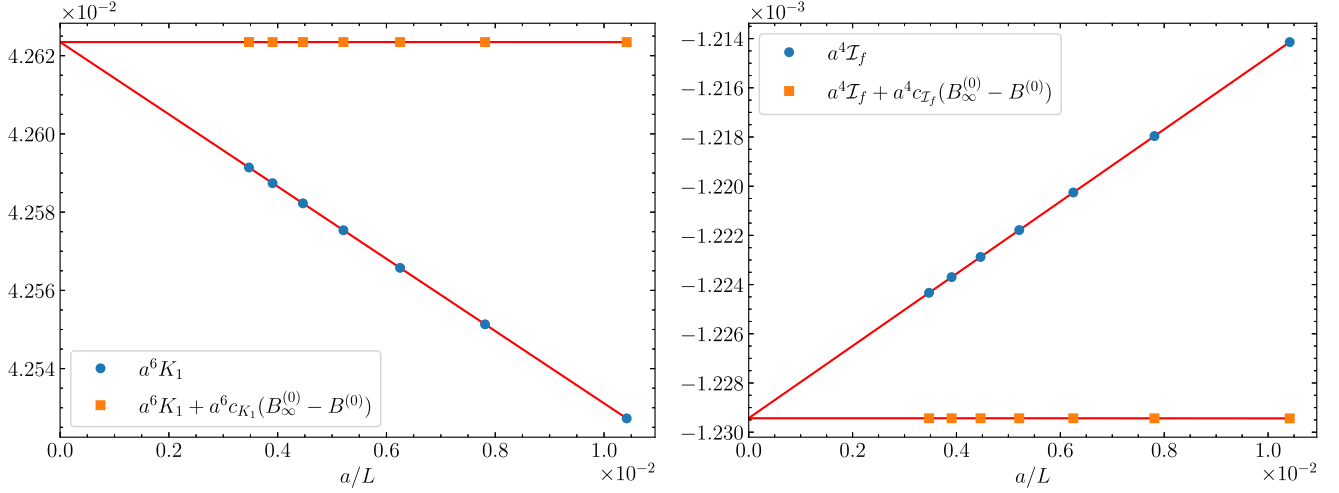 ×10⁻²
4.262
4.260
4.258
4.256
4.254
a⁶K₁
a⁶K₁ + a⁶c_{K₁}(B_∞^{(0)} − B^{(0)})
0.0 0.2 0.4 0.6 0.8 1.0
×10⁻²
a/L
×10⁻³
−1.214
−1.216
−1.218
−1.220
−1.222
−1.224
−1.226
−1.228
−1.230
a⁴ℐ_f
a⁴ℐ_f + a⁴c_{ℐ_f}(B_∞^{(0)} − B^{(0)})
0.0 0.2 0.4 0.6 0.8 1.0
×10⁻²
a/L